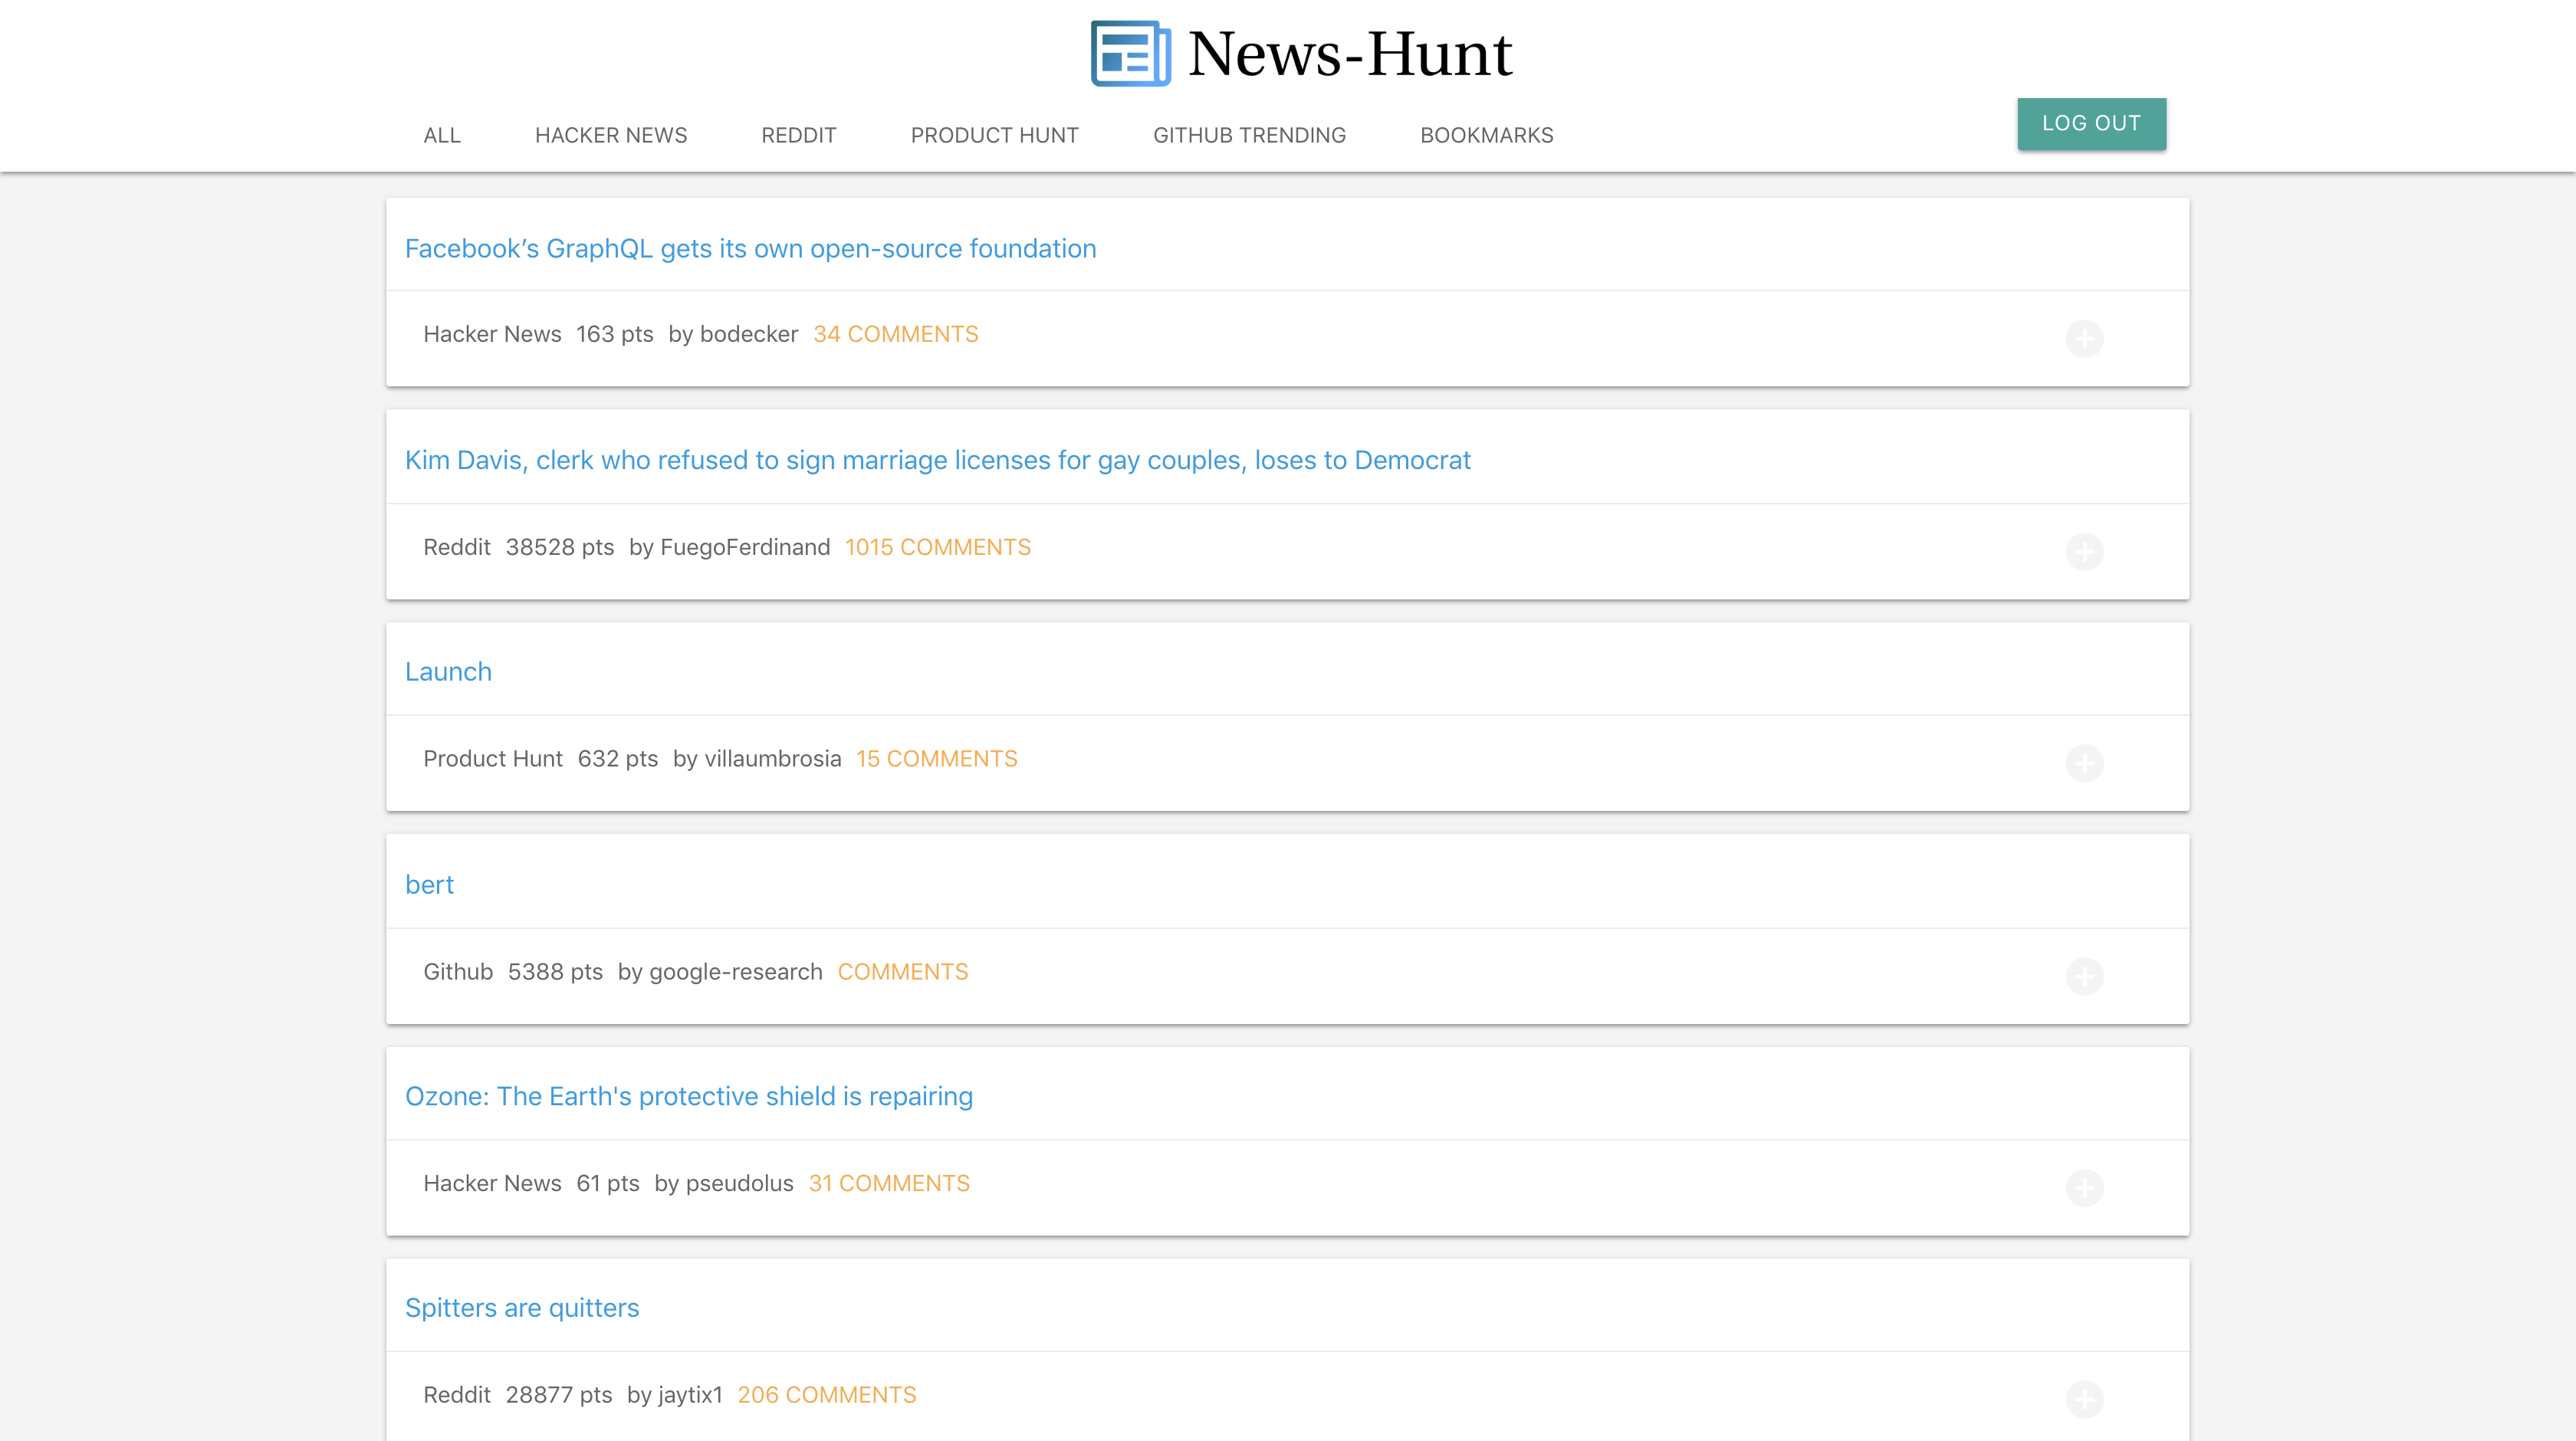 News-Hunt
ALL HACKER NEWS REDDIT PRODUCT HUNT GITHUB TRENDING BOOKMARKS LOG OUT
Facebook’s GraphQL gets its own open-source foundation
Hacker News 163 pts by bodecker 34 COMMENTS
Kim Davis, clerk who refused to sign marriage licenses for gay couples, loses to Democrat
Reddit 38528 pts by FuegoFerdinand 1015 COMMENTS
Launch
Product Hunt 632 pts by villaumbrosia 15 COMMENTS
bert
Github 5388 pts by google-research COMMENTS
Ozone: The Earth's protective shield is repairing
Hacker News 61 pts by pseudolus 31 COMMENTS
Spitters are quitters
Reddit 28877 pts by jaytix1 206 COMMENTS